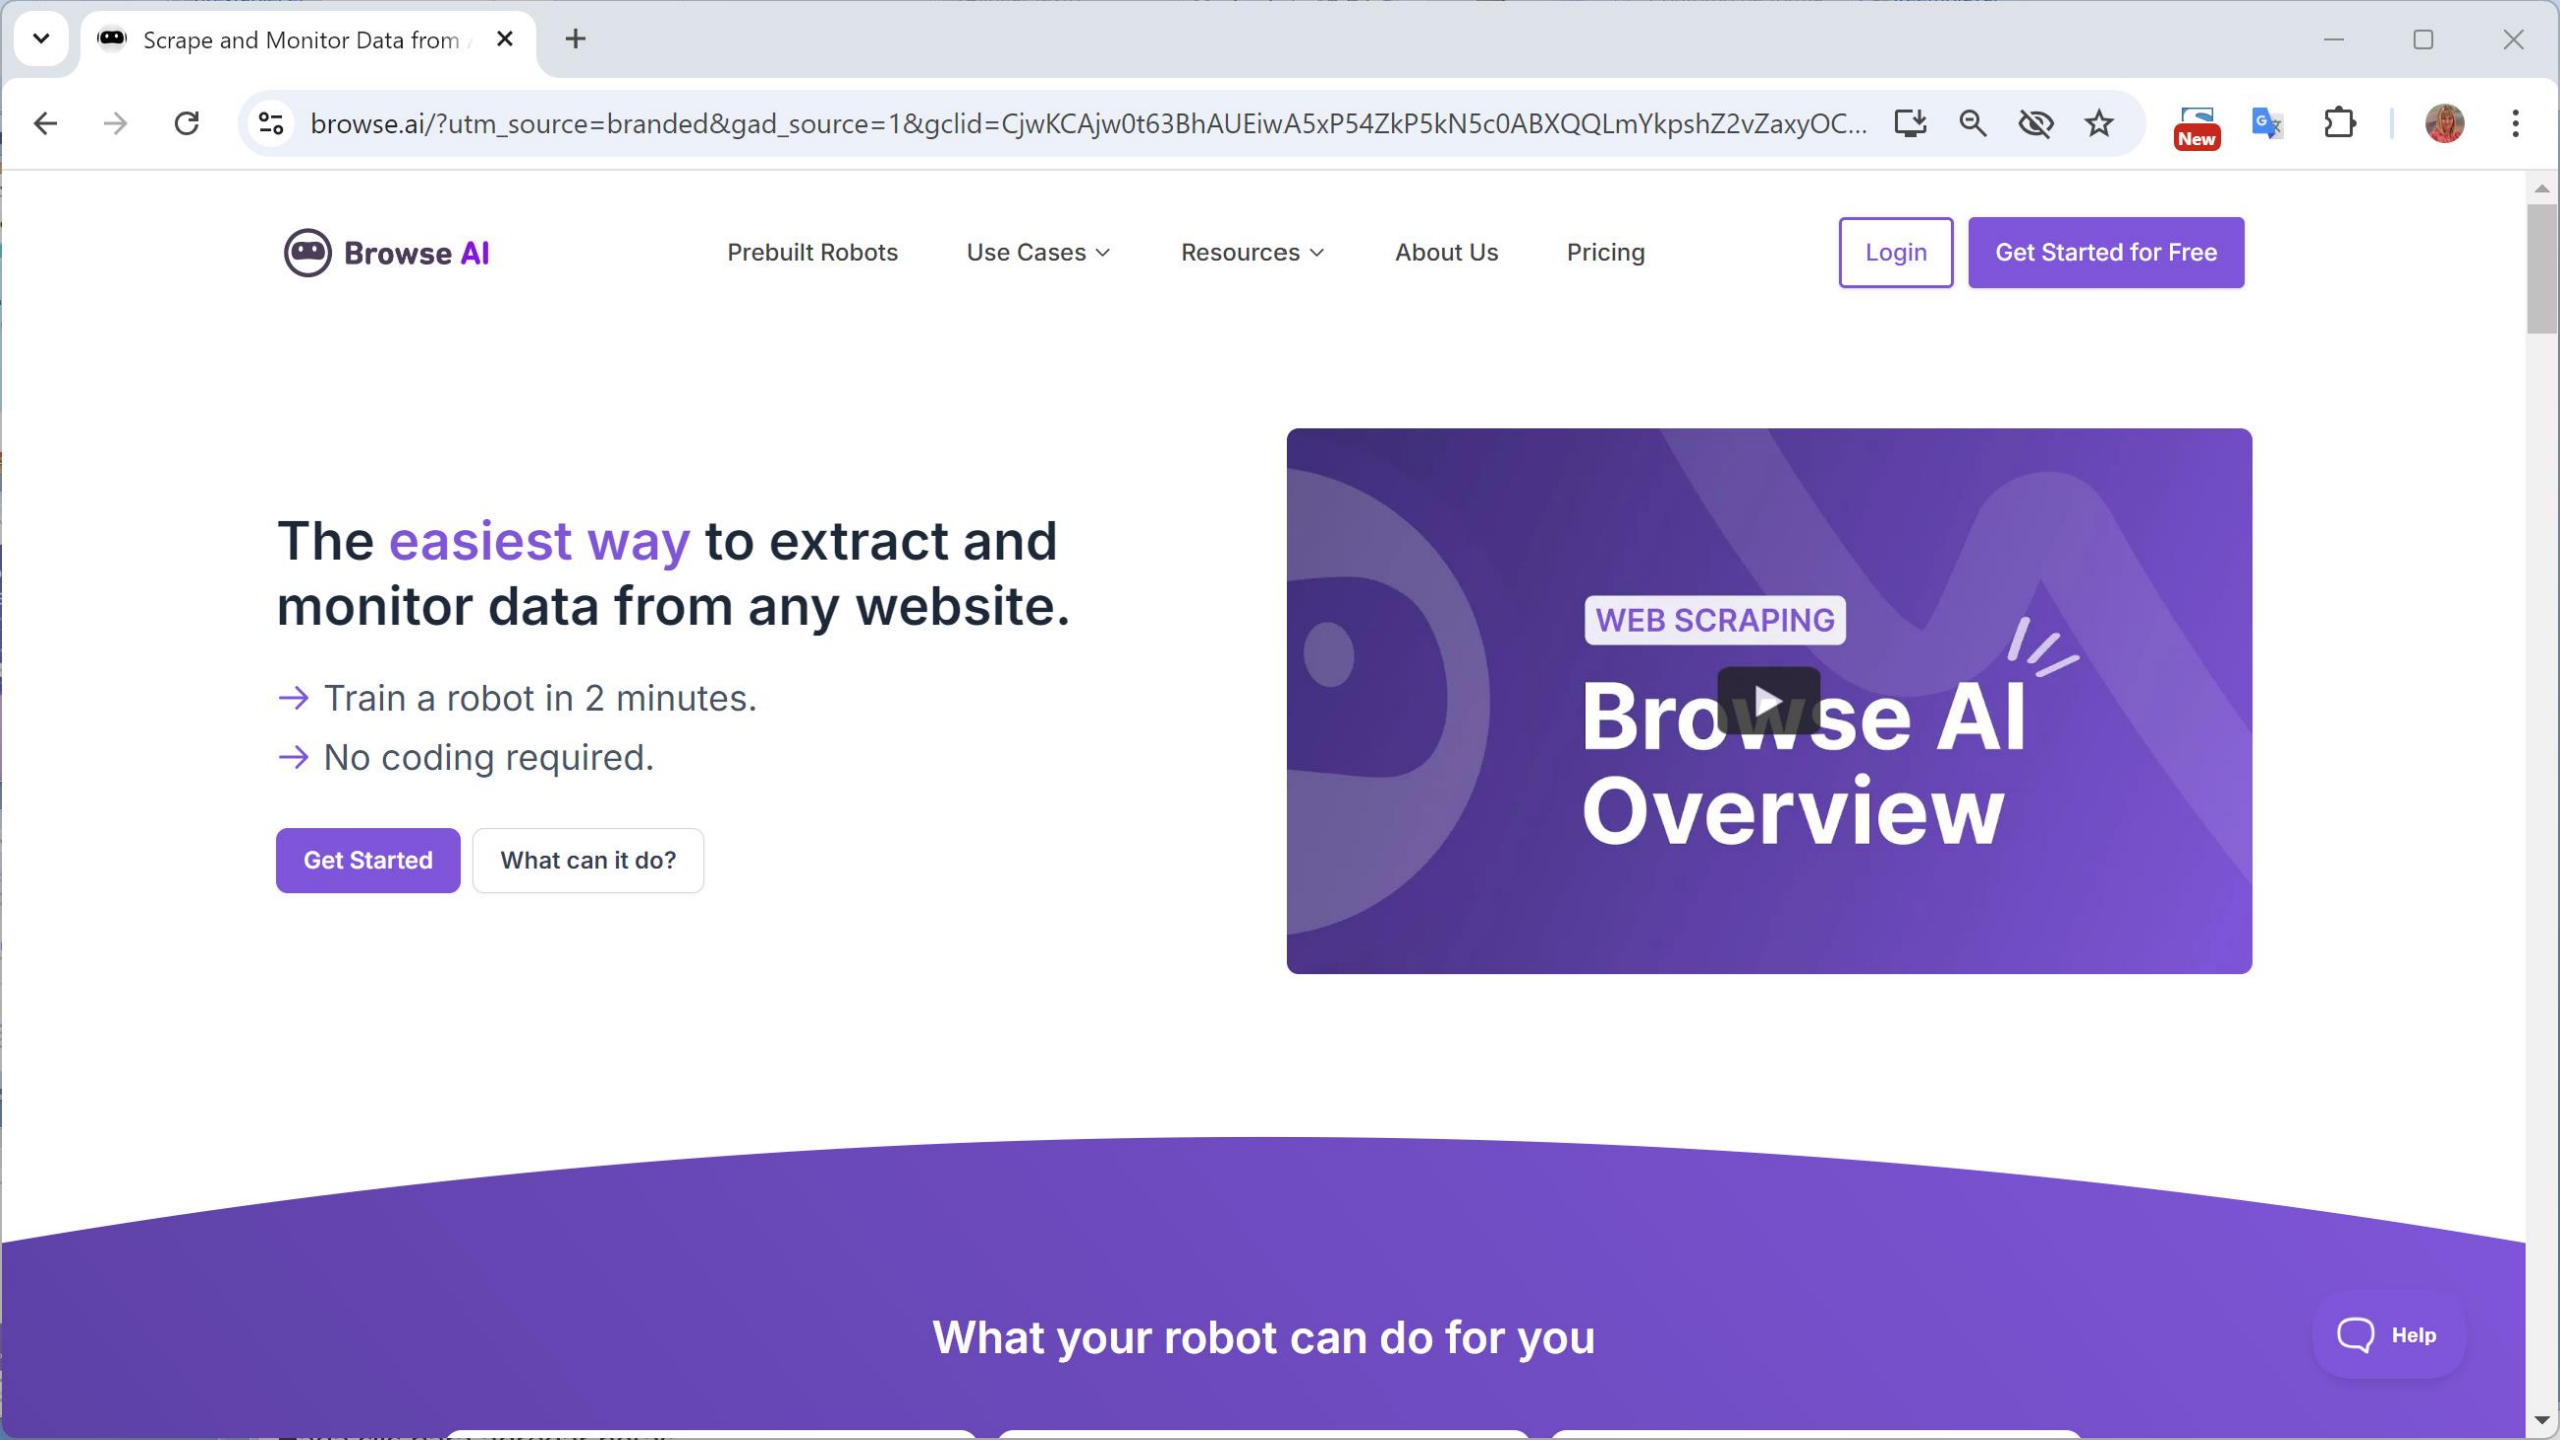 Scrape and Monitor Data from
browse.ai/?utm_source=branded&gad_source=1&gclid=CjwKCAjw0t63BhAUEiwA5xP54ZkP5kN5c0ABXQQLmYkpshZ2vZaxyOC...
New
Browse AI
Prebuilt Robots
Use Cases
Resources
About Us
Pricing
Login
Get Started for Free
The easiest way to extract and
monitor data from any website.
→ Train a robot in 2 minutes.
→ No coding required.
Get Started
What can it do?
WEB SCRAPING
Browse AI
Overview
What your robot can do for you
Help